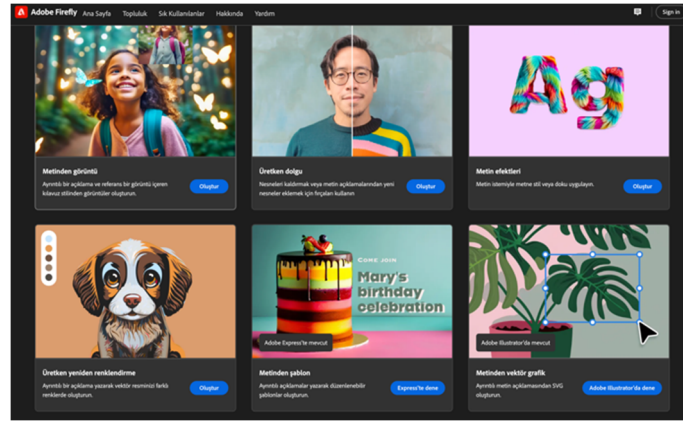 Adobe Firefly Ana Sayfa Topluluk Sık Kullanılanlar Hakkında Yardım Sign in
Ag
Metinden görüntü
Ayrıntılı bir açıklama ve referans bir görüntü içeren
kılavuz stilinden görüntüler oluşturun.
Oluştur
Üretken dolgu
Nesneleri kaldırmak veya metin açıklamalarından yeni
nesneler eklemek için fırçaları kullanın
Oluştur
Metin efektleri
Metin istemiyle metne stil veya doku uygulayın.
Oluştur
COME JOIN
Mary's
birthday
celebration
Adobe Express'te mevcut
Adobe Illustrator'da mevcut
Üretken yeniden renklendirme
Ayrıntılı bir açıklama yazarak vektör resminizi farklı
renklerde oluşturun.
Oluştur
Metinden şablon
Ayrıntılı açıklamalar yazarak düzenlenebilir
şablonlar oluşturun.
Express'te dene
Metinden vektör grafik
Ayrıntılı metin açıklamasından SVG
oluşturun.
Adobe Illustrator'da dene